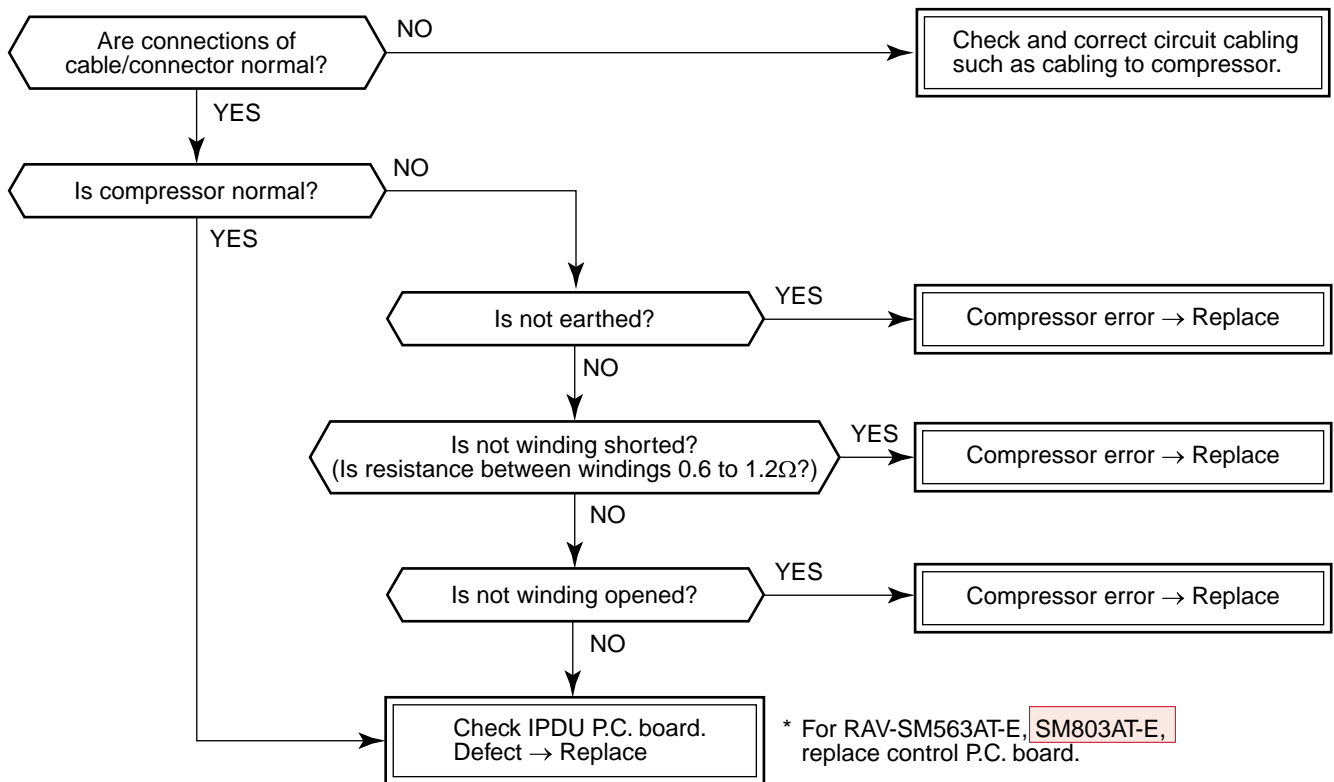 Are connections of
cable/connector normal?
NO
Check and correct circuit cabling
such as cabling to compressor.
YES
Is compressor normal?
NO
YES
Is not earthed?
YES
Compressor error → Replace
NO
Is not winding shorted?
(Is resistance between windings 0.6 to 1.2Ω?)
YES
Compressor error → Replace
NO
Is not winding opened?
YES
Compressor error → Replace
NO
Check IPDU P.C. board.
Defect → Replace
* For RAV-SM563AT-E, SM803AT-E,
replace control P.C. board.